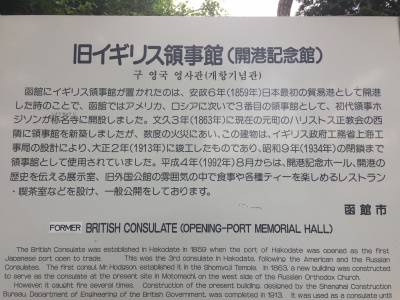 旧イギリス領事館(開港記念館)
구 영국 영사관(개항기념관)
函館にイギリス領事館が置かれたのは、安政6年(1859年)日本最初の貿易港として開港
した時のことで、函館ではアメリカ、ロシアに次いで3番目の領事館として、初代領事ホ
ジソンが称名寺に開設しました。文久3年(1863年)に現在の元町のハリストス正教会の西
隣に領事館を新築しましたが、数度の火災にあい、この建物は、イギリス政府工務省上海工
事局の設計により、大正2年(1913年)に竣工したものであり、昭和9年(1934年)の閉鎖まで
領事館として使用されていました。平成4年(1992年)8月からは、開港記念ホール、開港の
歴史を伝える展示室、旧外国公館の雰囲気の中で食事や各種ティーを楽しめるレストラン
・喫茶室などを設け、一般公開をしております。
函館市
FORMER BRITISH CONSULATE (OPENING-PORT MEMORIAL HALL)
The British Consulate was established in Hakodate in 1859 when the port of Hakodate was opened as the first
Japanese port open to trade. This was the 3rd consulate in Hakodate, following the American and the Russian
Consulates. The first consul, Mr. Hodgson, established it in the Shomyoji Temple. In 1863, a new building was constructed
to serve as the consulate at the present site in Motomachi, on the west side of the Russian Orthodox Church.
However, it caught fire several times. Construction of the present building, designed by the Shanghai Construction
Bureau, Department of Engineering of the British Government, was completed in 1913. It was used as a consulate until